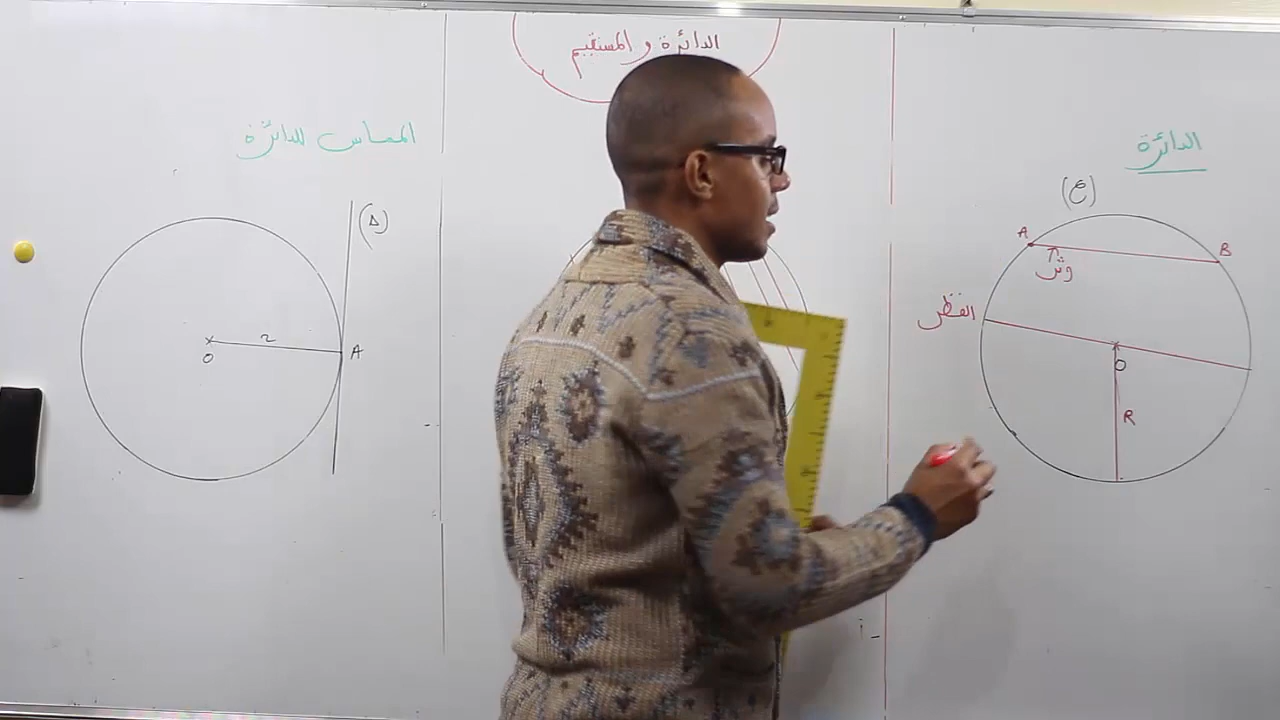 الدائرة و المستقيم
الدائرة
(ع)
A
B
وتر
القطر
O
R
المماس للدائرة
(Δ)
r
O
A